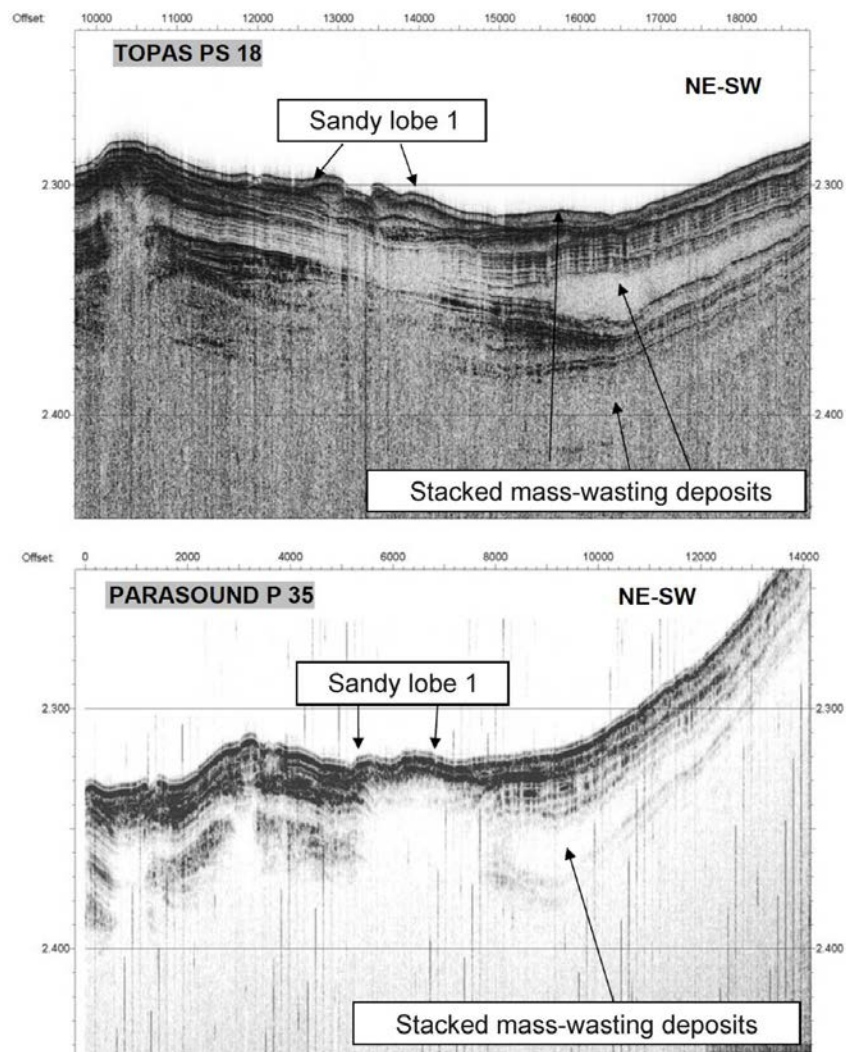 Offset: 10000 11000 12000 13000 14000 15000 16000 17000 18000
TOPAS PS 18
NE-SW
Sandy lobe 1
2.300 2.300
2.400 2.400
Stacked mass-wasting deposits
Offset: 0 2000 4000 6000 8000 10000 12000 14000
PARASOUND P 35
NE-SW
Sandy lobe 1
2.300 2.300
2.400 2.400
Stacked mass-wasting deposits